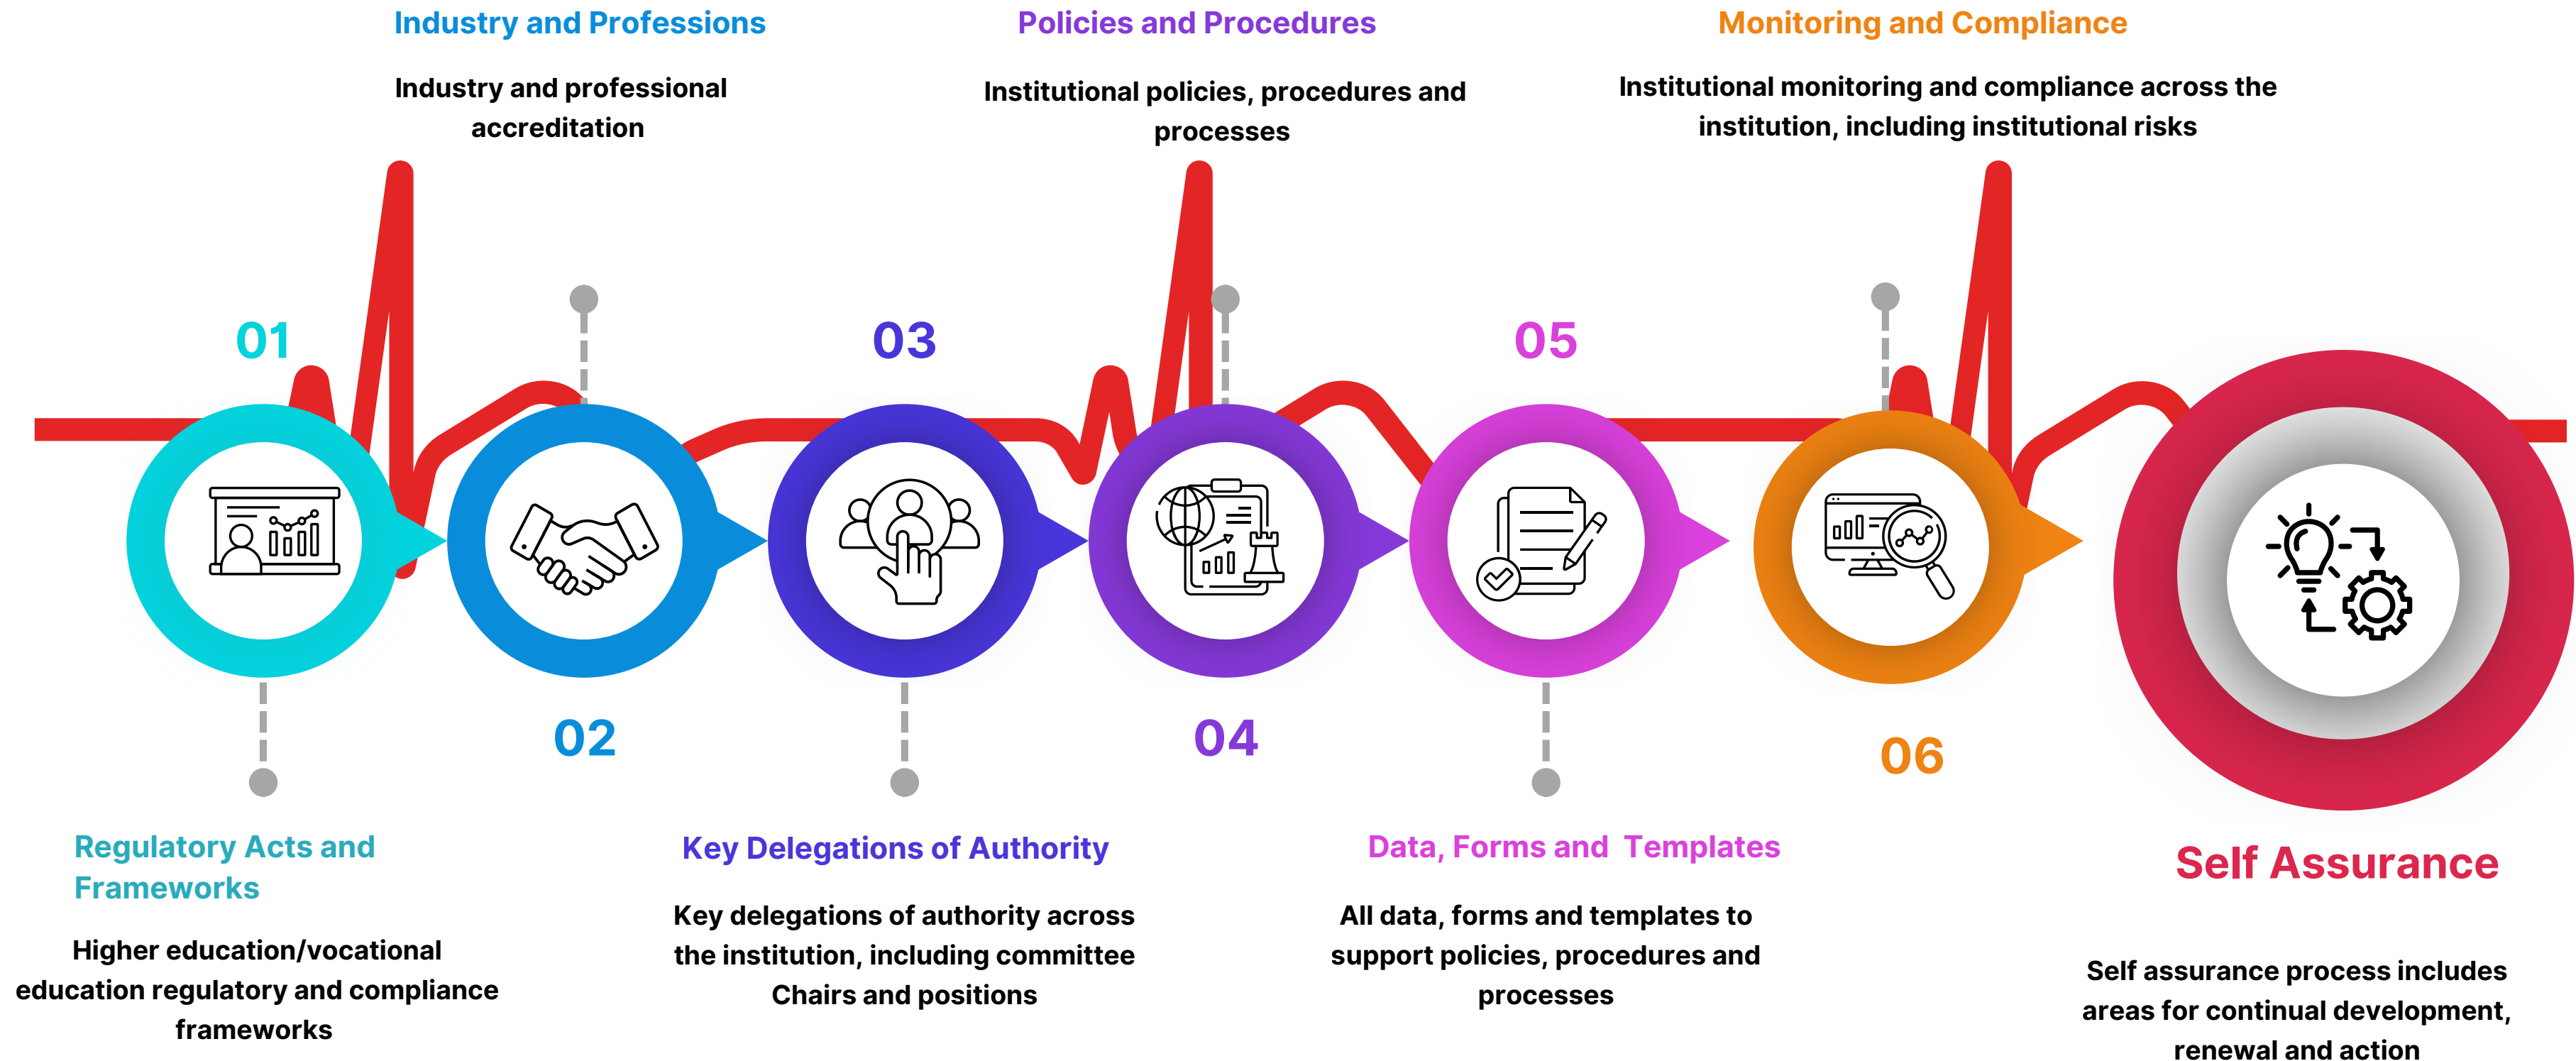 Industry and Professions
Industry and professional
accreditation
Policies and Procedures
Institutional policies, procedures and
processes
Monitoring and Compliance
Institutional monitoring and compliance across the
institution, including institutional risks
01
03
05
02
04
06
Regulatory Acts and
Frameworks
Higher education/vocational
education regulatory and compliance
frameworks
Key Delegations of Authority
Key delegations of authority across
the institution, including committee
Chairs and positions
Data, Forms and Templates
All data, forms and templates to
support policies, procedures and
processes
Self Assurance
Self assurance process includes
areas for continual development,
renewal and action